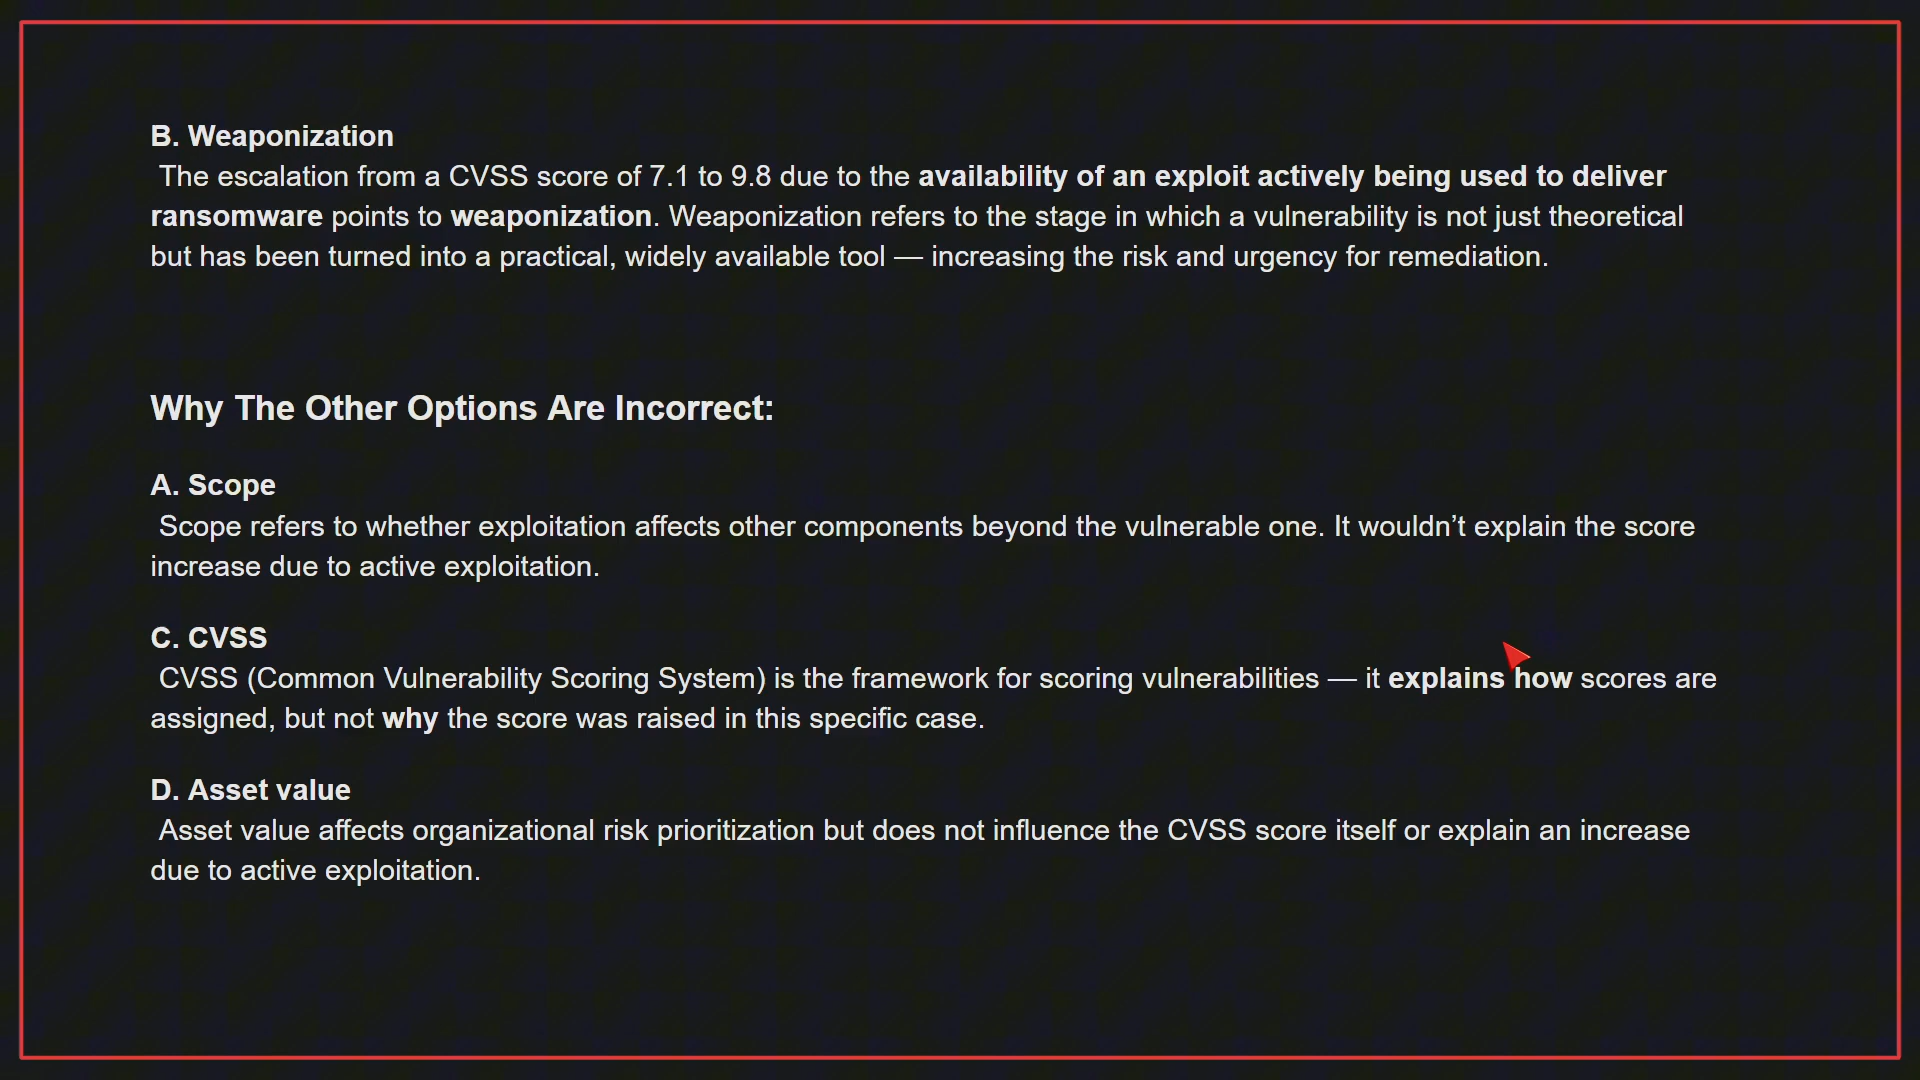 B. Weaponization
The escalation from a CVSS score of 7.1 to 9.8 due to the availability of an exploit actively being used to deliver
ransomware points to weaponization. Weaponization refers to the stage in which a vulnerability is not just theoretical
but has been turned into a practical, widely available tool — increasing the risk and urgency for remediation.
Why The Other Options Are Incorrect:
A. Scope
Scope refers to whether exploitation affects other components beyond the vulnerable one. It wouldn’t explain the score
increase due to active exploitation.
C. CVSS
CVSS (Common Vulnerability Scoring System) is the framework for scoring vulnerabilities — it explains how scores are
assigned, but not why the score was raised in this specific case.
D. Asset value
Asset value affects organizational risk prioritization but does not influence the CVSS score itself or explain an increase
due to active exploitation.